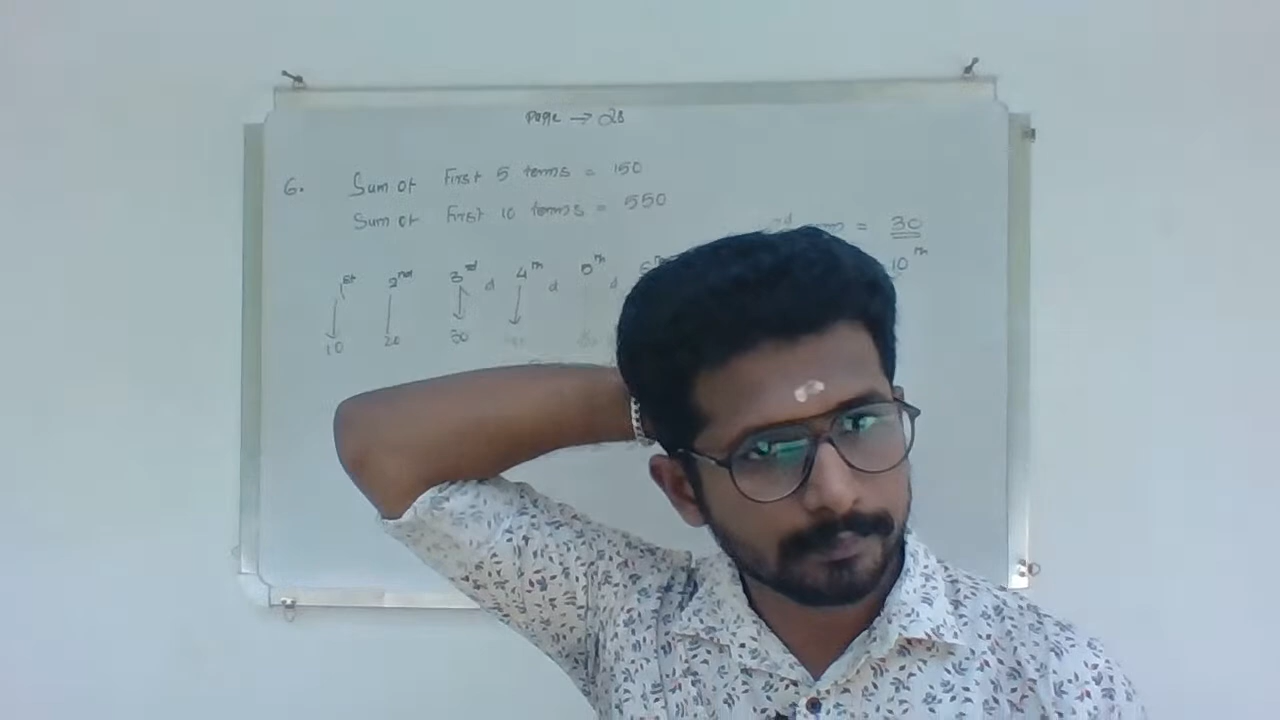 Page → 28
6. Sum of First 5 terms = 150
Sum of First 10 terms = 550
= 30
1st 2nd 3rd d 4th d 5th d 10th
10 20 30